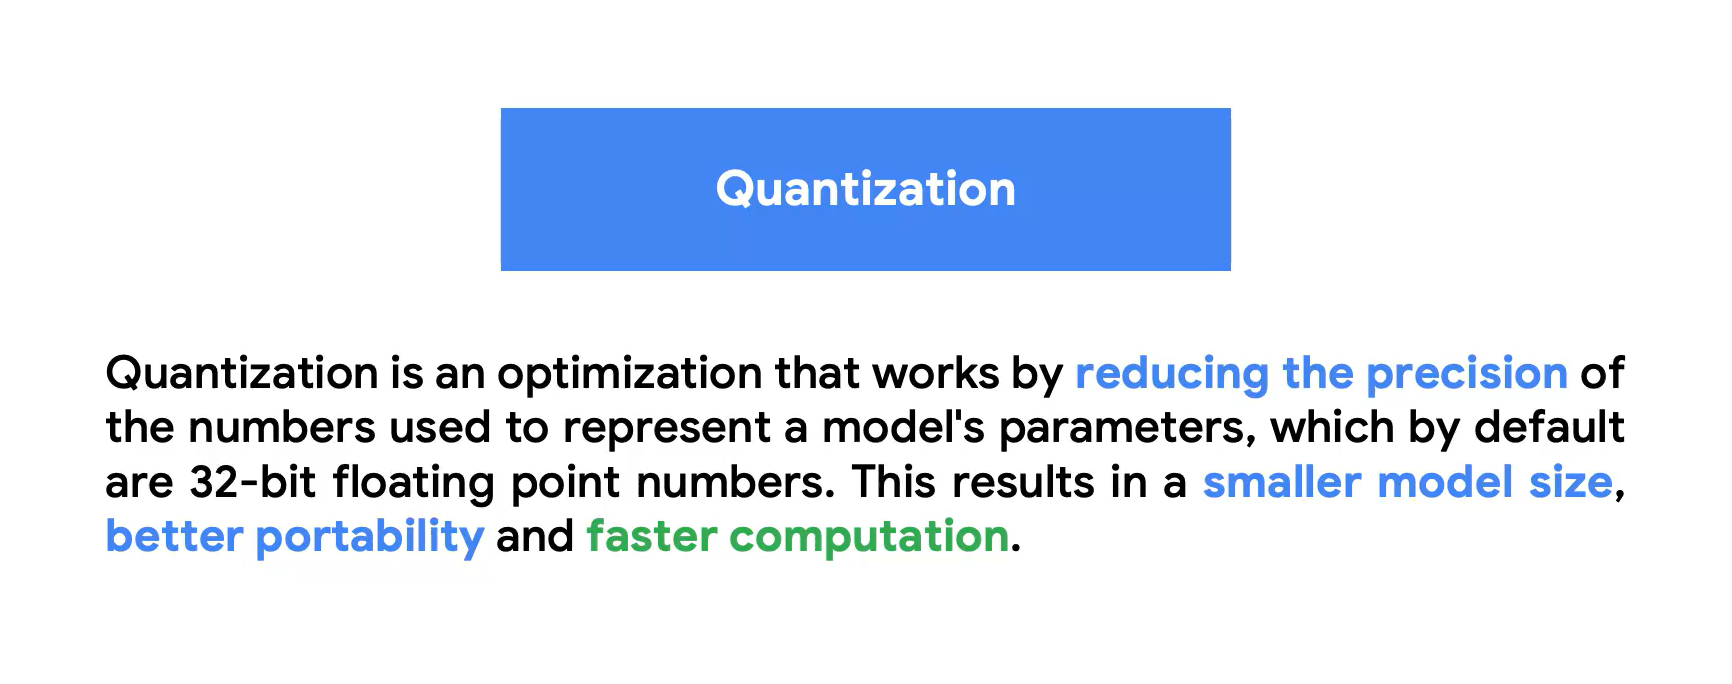 Quantization
Quantization is an optimization that works by reducing the precision of
the numbers used to represent a model's parameters, which by default
are 32-bit floating point numbers. This results in a smaller model size,
better portability and faster computation.